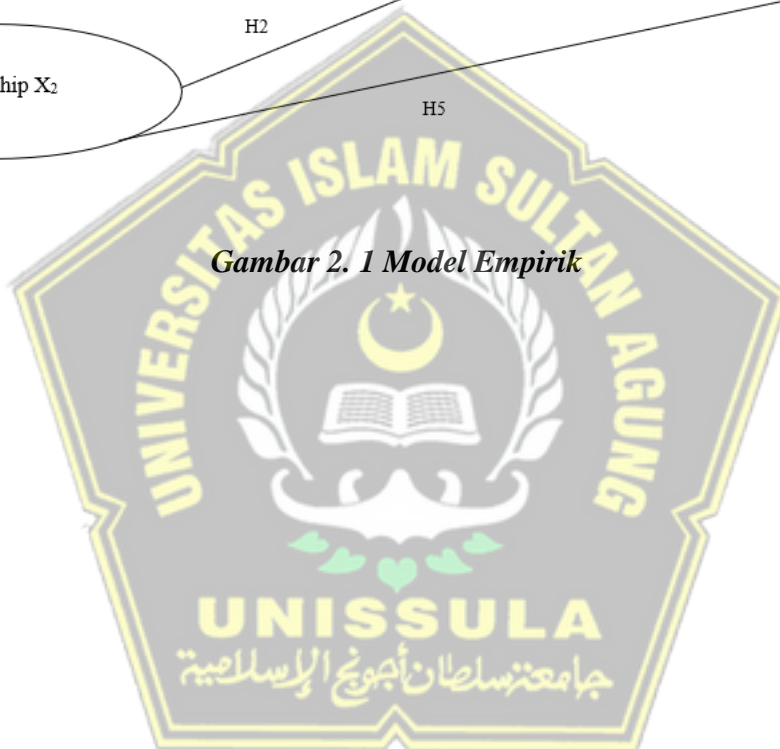 H2
hip X2
H5
UNIVERSITAS ISLAM SULTAN AGUNG
Gambar 2. 1 Model Empirik
UNISSULA
جامعة سلطان أجونج الإسلامية